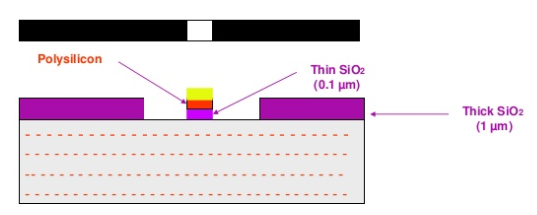 Polysilicon
Thin SiO2
(0.1 µm)
Thick SiO2
(1 µm)